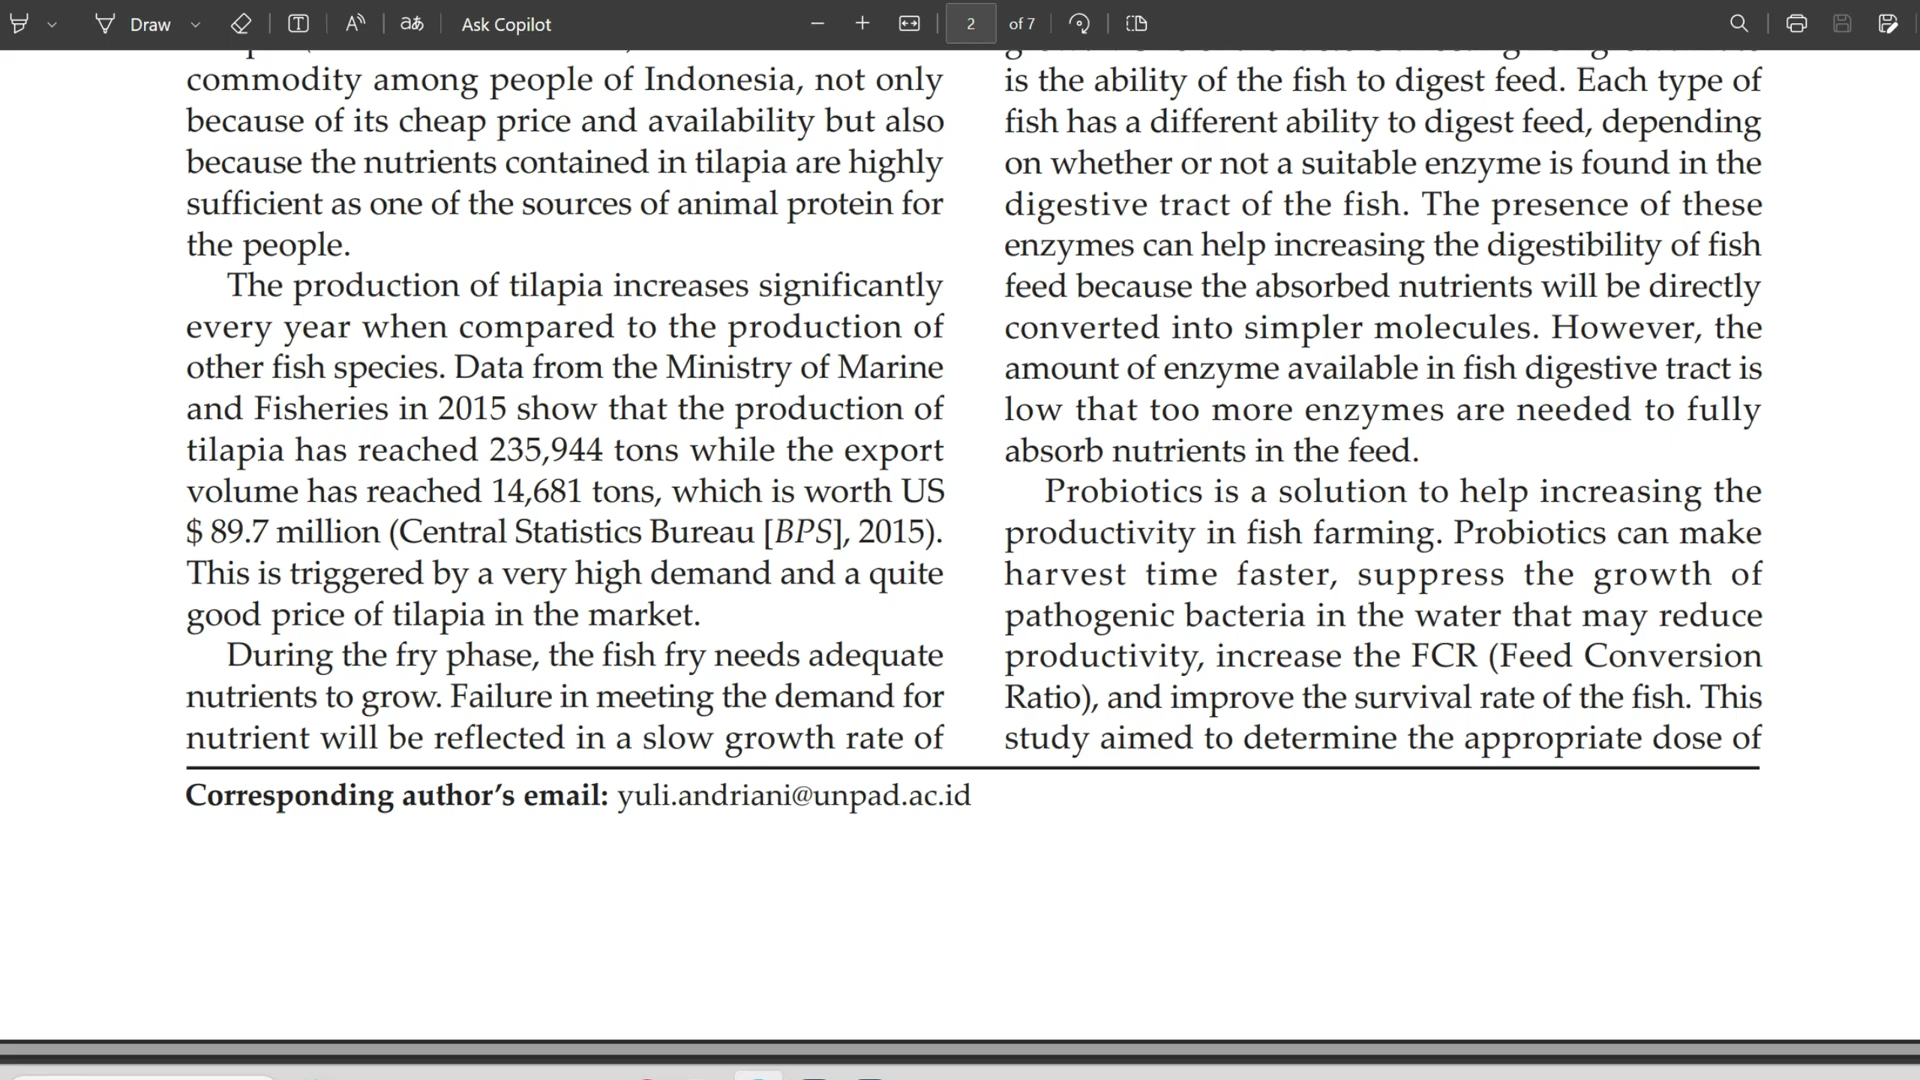 Draw
Ask Copilot
2
of 7
commodity among people of Indonesia, not only
because of its cheap price and availability but also
because the nutrients contained in tilapia are highly
sufficient as one of the sources of animal protein for
the people.
The production of tilapia increases significantly
every year when compared to the production of
other fish species. Data from the Ministry of Marine
and Fisheries in 2015 show that the production of
tilapia has reached 235,944 tons while the export
volume has reached 14,681 tons, which is worth US
$ 89.7 million (Central Statistics Bureau [BPS], 2015).
This is triggered by a very high demand and a quite
good price of tilapia in the market.
During the fry phase, the fish fry needs adequate
nutrients to grow. Failure in meeting the demand for
nutrient will be reflected in a slow growth rate of
is the ability of the fish to digest feed. Each type of
fish has a different ability to digest feed, depending
on whether or not a suitable enzyme is found in the
digestive tract of the fish. The presence of these
enzymes can help increasing the digestibility of fish
feed because the absorbed nutrients will be directly
converted into simpler molecules. However, the
amount of enzyme available in fish digestive tract is
low that too more enzymes are needed to fully
absorb nutrients in the feed.
Probiotics is a solution to help increasing the
productivity in fish farming. Probiotics can make
harvest time faster, suppress the growth of
pathogenic bacteria in the water that may reduce
productivity, increase the FCR (Feed Conversion
Ratio), and improve the survival rate of the fish. This
study aimed to determine the appropriate dose of
Corresponding author's email: yuli.andriani@unpad.ac.id